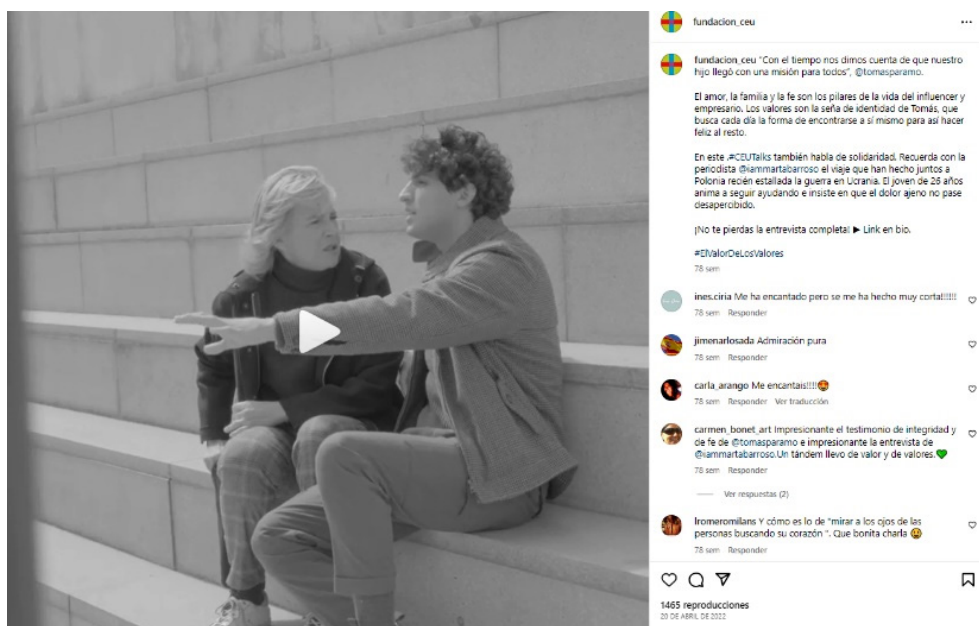 fundacion_ceu
fundacion_ceu "Con el tiempo nos dimos cuenta de que nuestro
hijo llegó con una misión para todos", @tomasparamo.
El amor, la familia y la fe son los pilares de la vida del influencer y
empresario. Los valores son la seña de identidad de Tomás, que
busca cada día la forma de encontrarse a sí mismo para así hacer
feliz al resto.
En este .#CEUTalks también habla de solidaridad. Recuerda con la
periodista @iammartabarroso el viaje que han hecho juntos a
Polonia recién estallada la guerra en Ucrania. El joven de 26 años
anima a seguir ayudando e insiste en que el dolor ajeno no pase
desapercibido.
¡No te pierdas la entrevista completa! ▶ Link en bio.
#ElValorDeLosValores
78 sem
ines.ciria Me ha encantado pero se me ha hecho muy corta!!!!!!
78 sem Responder
jimenarlosada Admiración pura
78 sem Responder
carla_arango Me encantais!!!!🤩
78 sem Responder Ver traducción
carmen_bonet_art Impresionante el testimonio de integridad y
de fe de @tomasparamo e impresionante la entrevista de
@iammartabarroso.Un tándem llevo de valor y de valores.💚
78 sem Responder
Ver respuestas (2)
lromeromilans Y cómo es lo de "mirar a los ojos de las
personas buscando su corazón ". Que bonita charla 😩
78 sem Responder
1465 reproducciones
20 DE ABRIL DE 2022